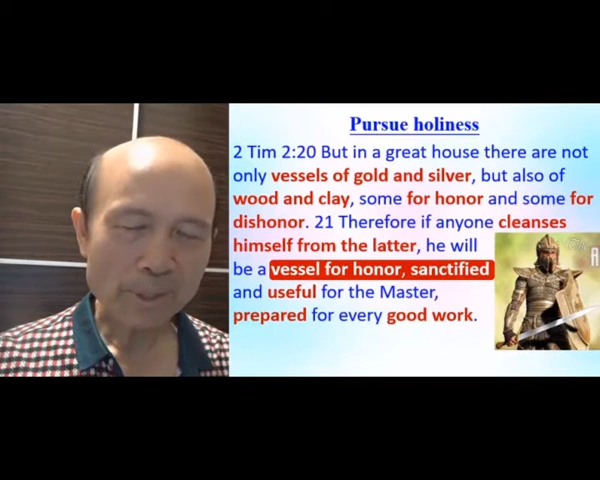 Pursue holiness
2 Tim 2:20 But in a great house there are not
only vessels of gold and silver, but also of
wood and clay, some for honor and some for
dishonor. 21 Therefore if anyone cleanses
himself from the latter, he will
be a vessel for honor, sanctified
and useful for the Master,
prepared for every good work.